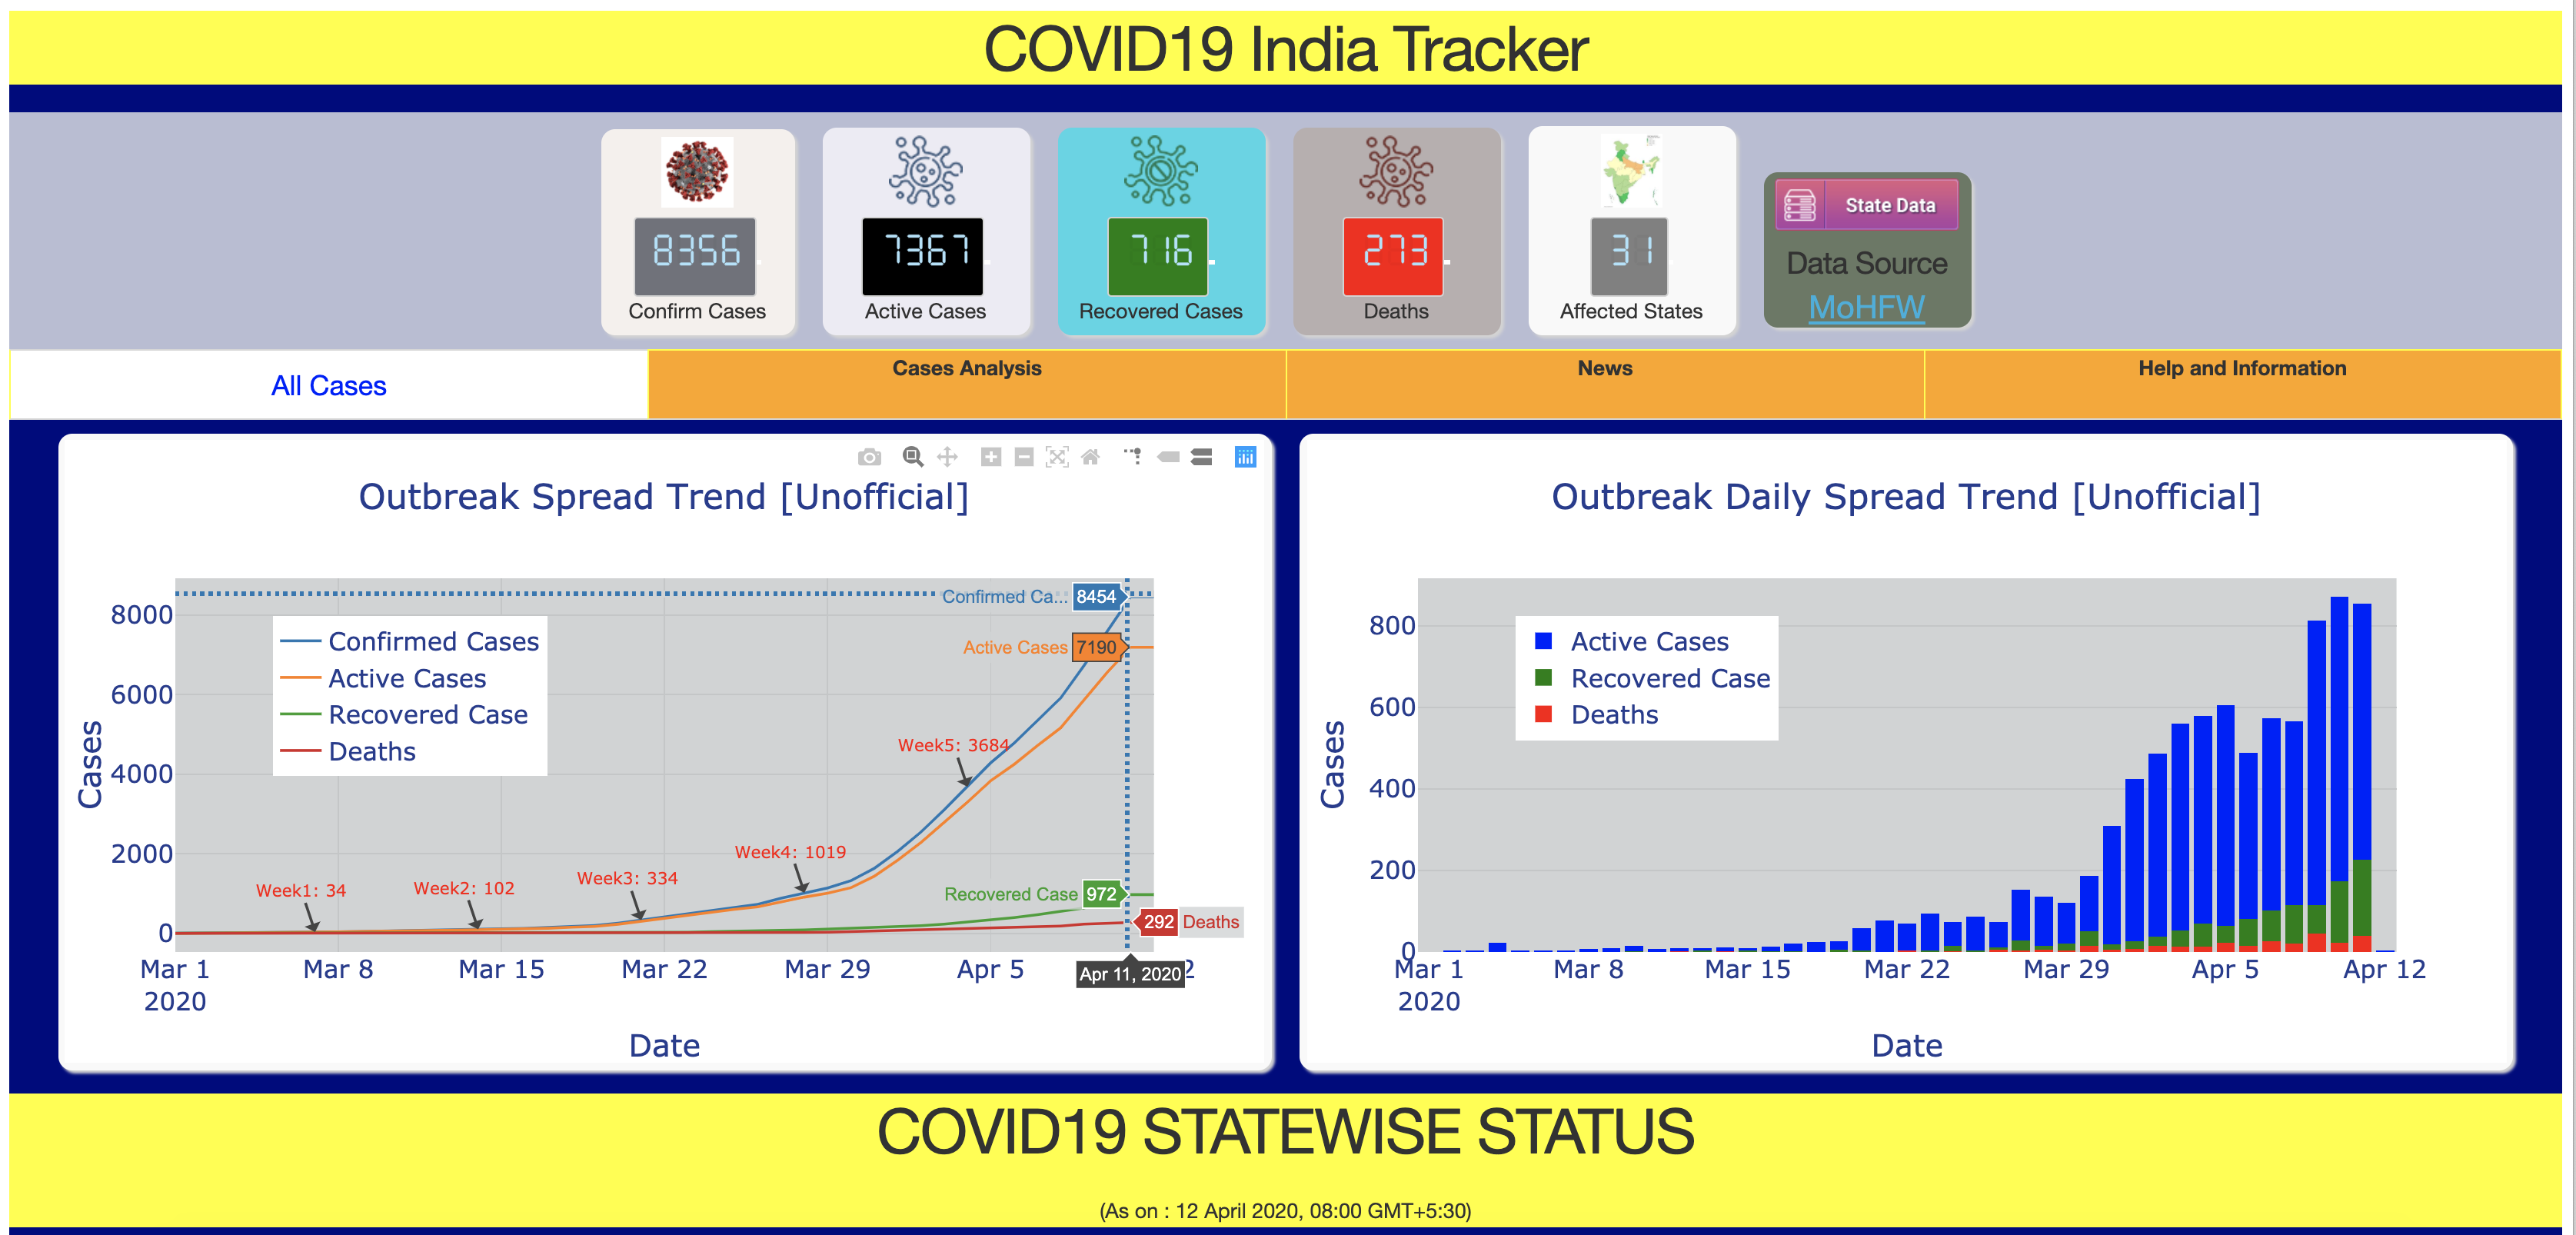 COVID19 India Tracker
8356
Confirm Cases
7367
Active Cases
716
Recovered Cases
273
Deaths
31
Affected States
State Data
Data Source
MoHFW
All Cases
Cases Analysis
News
Help and Information
Outbreak Spread Trend [Unofficial]
Confirmed Ca... 8454
8000
Confirmed Cases
Active Cases
Recovered Case
Deaths
Active Cases 7190
6000
Week5: 3684
4000
Cases
Week4: 1019
2000
Week3: 334
Week2: 102
Week1: 34
Recovered Case 972
292 Deaths
0
Mar 1
2020
Mar 8
Mar 15
Mar 22
Mar 29
Apr 5
Apr 11, 2020
2
Date
Outbreak Daily Spread Trend [Unofficial]
Active Cases
Recovered Case
Deaths
800
600
400
200
0
Cases
Mar 1
2020
Mar 8
Mar 15
Mar 22
Mar 29
Apr 5
Apr 12
Date
COVID19 STATEWISE STATUS
(As on : 12 April 2020, 08:00 GMT+5:30)